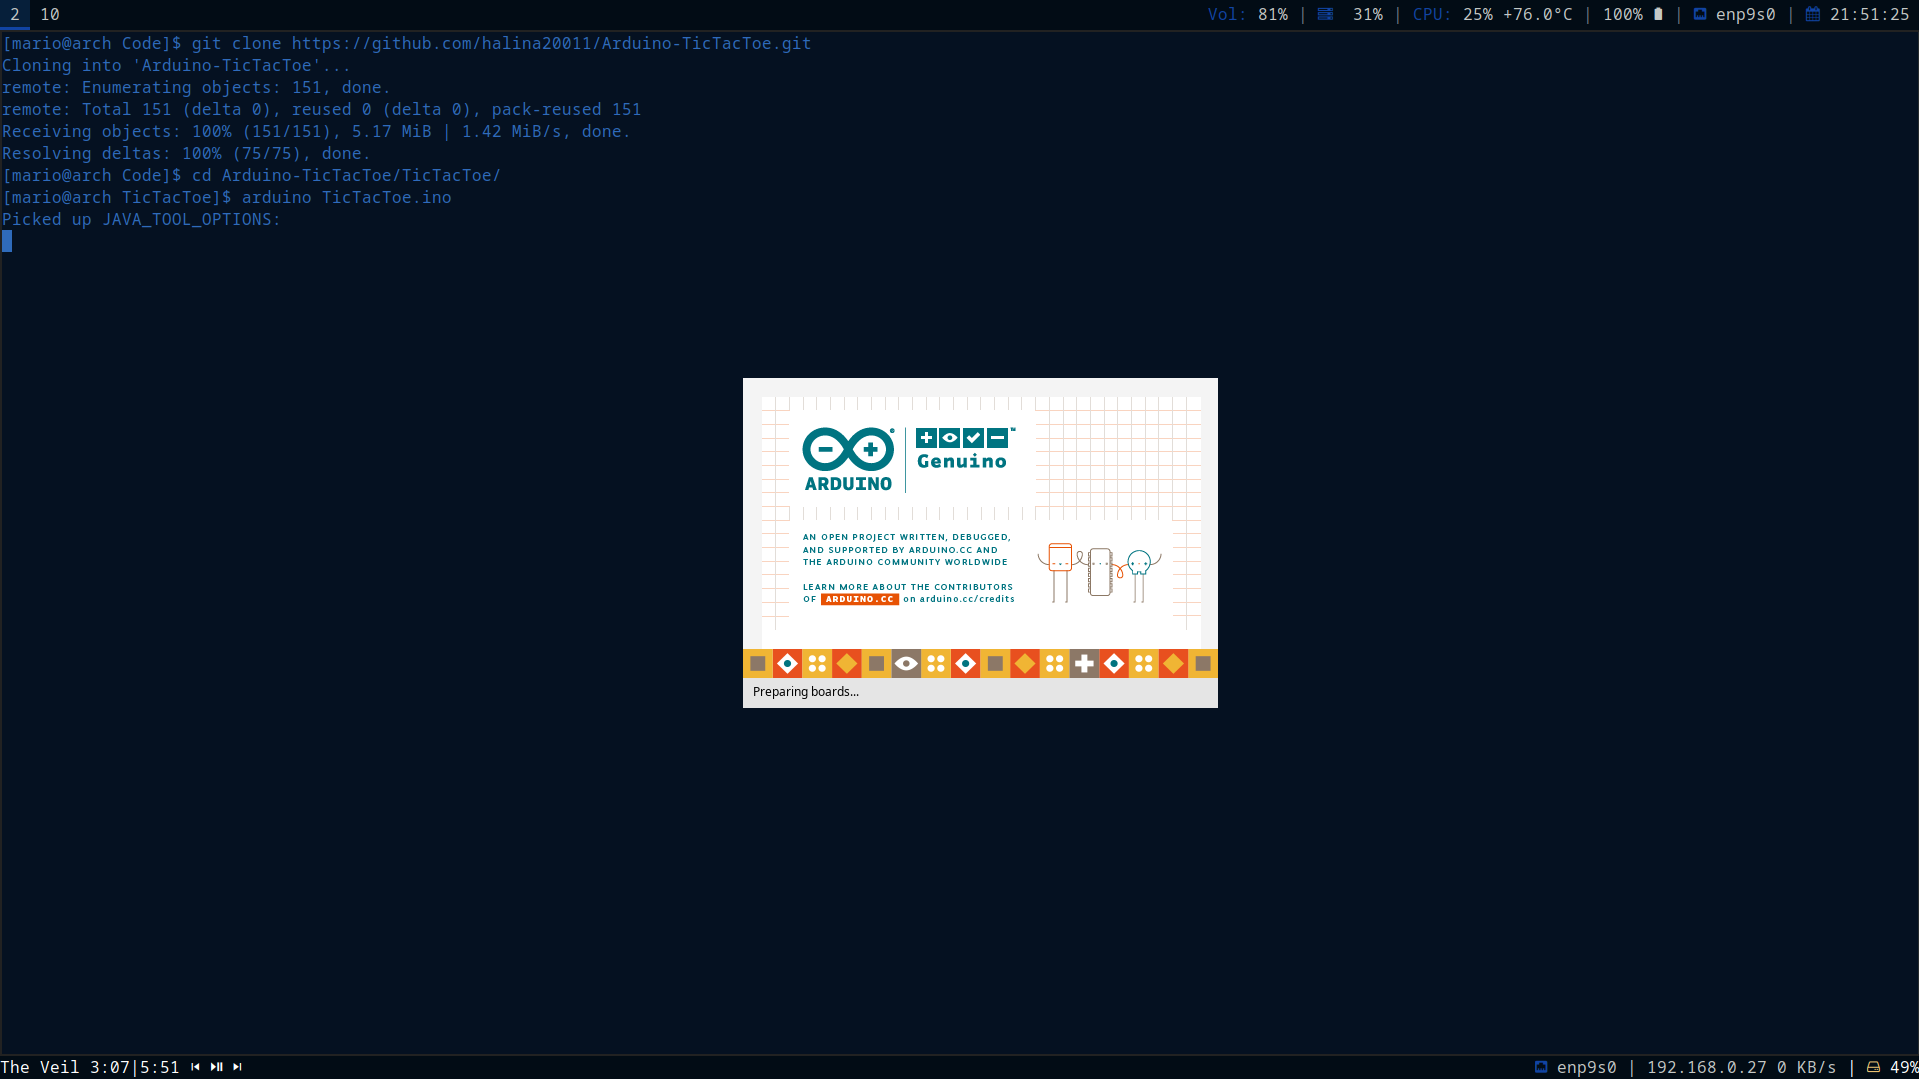 2 10 Vol: 81% | 31% | CPU: 25% +76.0°C | 100% | enp9s0 | 21:51:25
[mario@arch Code]$ git clone https://github.com/halina20011/Arduino-TicTacToe.git
Cloning into 'Arduino-TicTacToe'...
remote: Enumerating objects: 151, done.
remote: Total 151 (delta 0), reused 0 (delta 0), pack-reused 151
Receiving objects: 100% (151/151), 5.17 MiB | 1.42 MiB/s, done.
Resolving deltas: 100% (75/75), done.
[mario@arch Code]$ cd Arduino-TicTacToe/TicTacToe/
[mario@arch TicTacToe]$ arduino TicTacToe.ino
Picked up JAVA_TOOL_OPTIONS:
ARDUINO
Genuino
AN OPEN PROJECT WRITTEN, DEBUGGED,
AND SUPPORTED BY ARDUINO.CC AND
THE ARDUINO COMMUNITY WORLDWIDE
LEARN MORE ABOUT THE CONTRIBUTORS
OF ARDUINO.CC on arduino.cc/credits
Preparing boards...
The Veil 3:07|5:51 enp9s0 | 192.168.0.27 0 KB/s | 49%